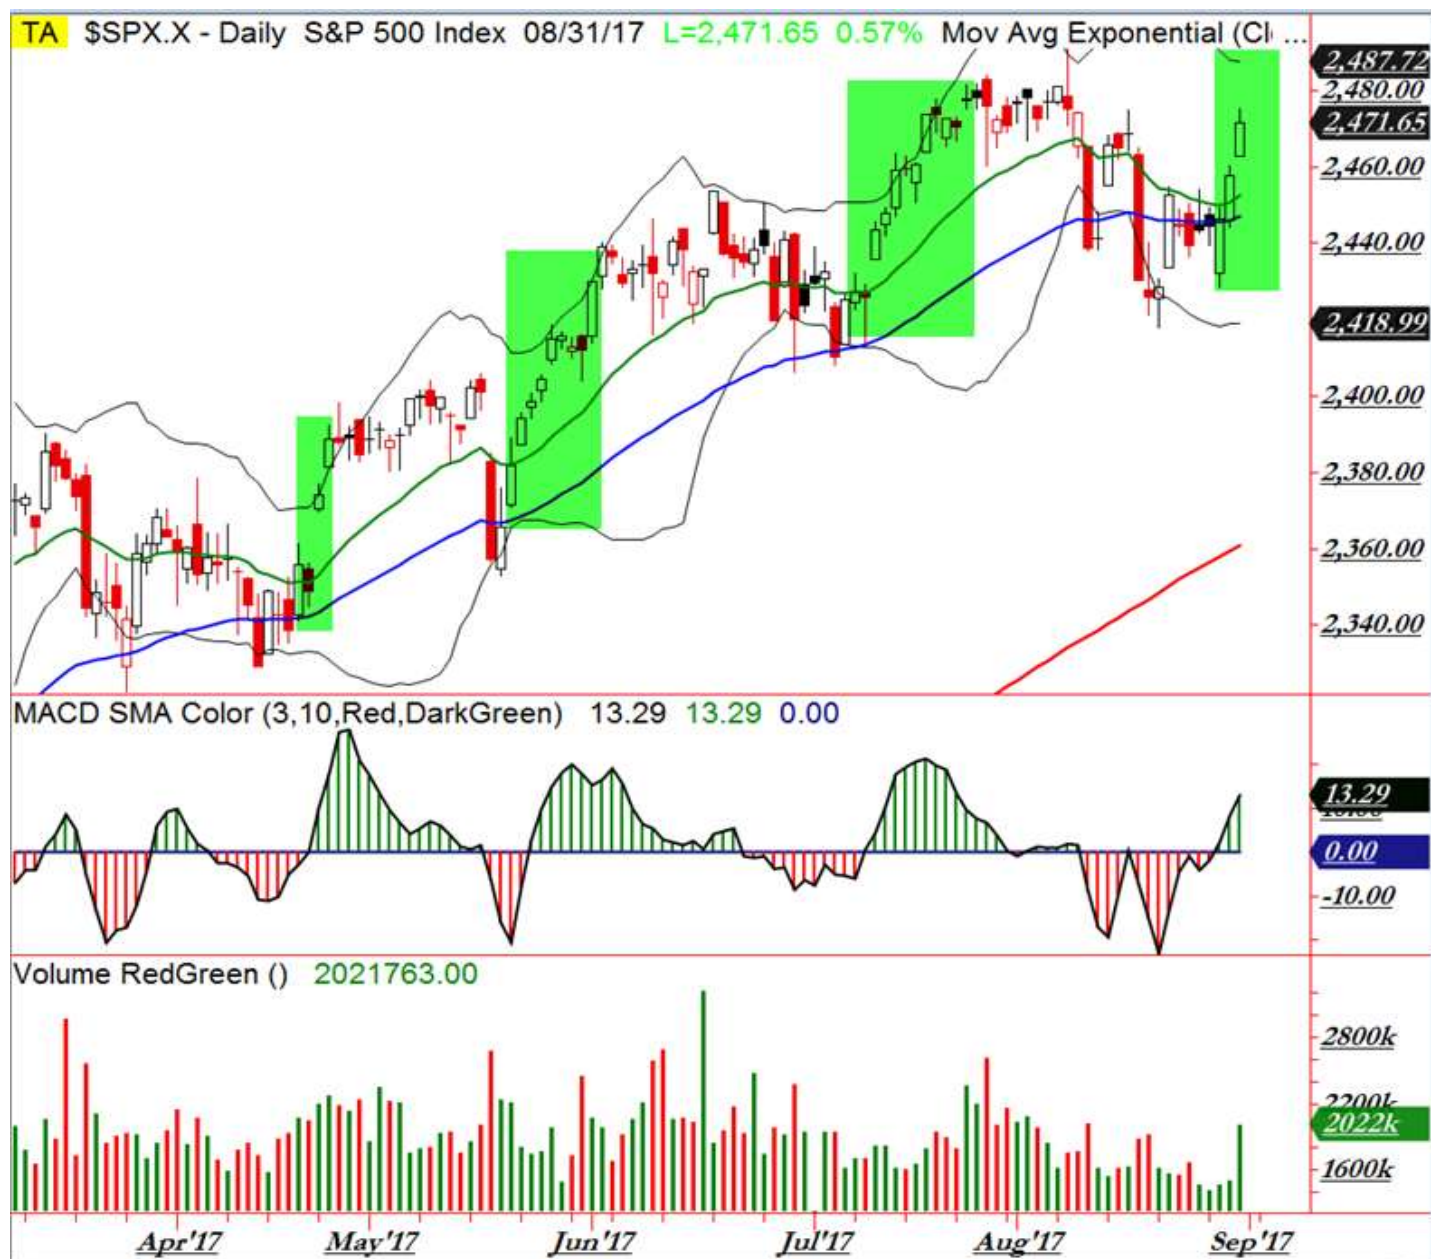 TA $SPX.X - Daily S&P 500 Index 08/31/17 L=2,471.65 0.57% Mov Avg Exponential (Cl ...
2,487.72
2,480.00
2,471.65
2,460.00
2,440.00
2,418.99
2,400.00
2,380.00
2,360.00
2,340.00
MACD SMA Color (3,10,Red,DarkGreen) 13.29 13.29 0.00
13.29
0.00
-10.00
Volume RedGreen () 2021763.00
2800k
2200k
2022k
1600k
Apr'17 May'17 Jun'17 Jul'17 Aug'17 Sep'17